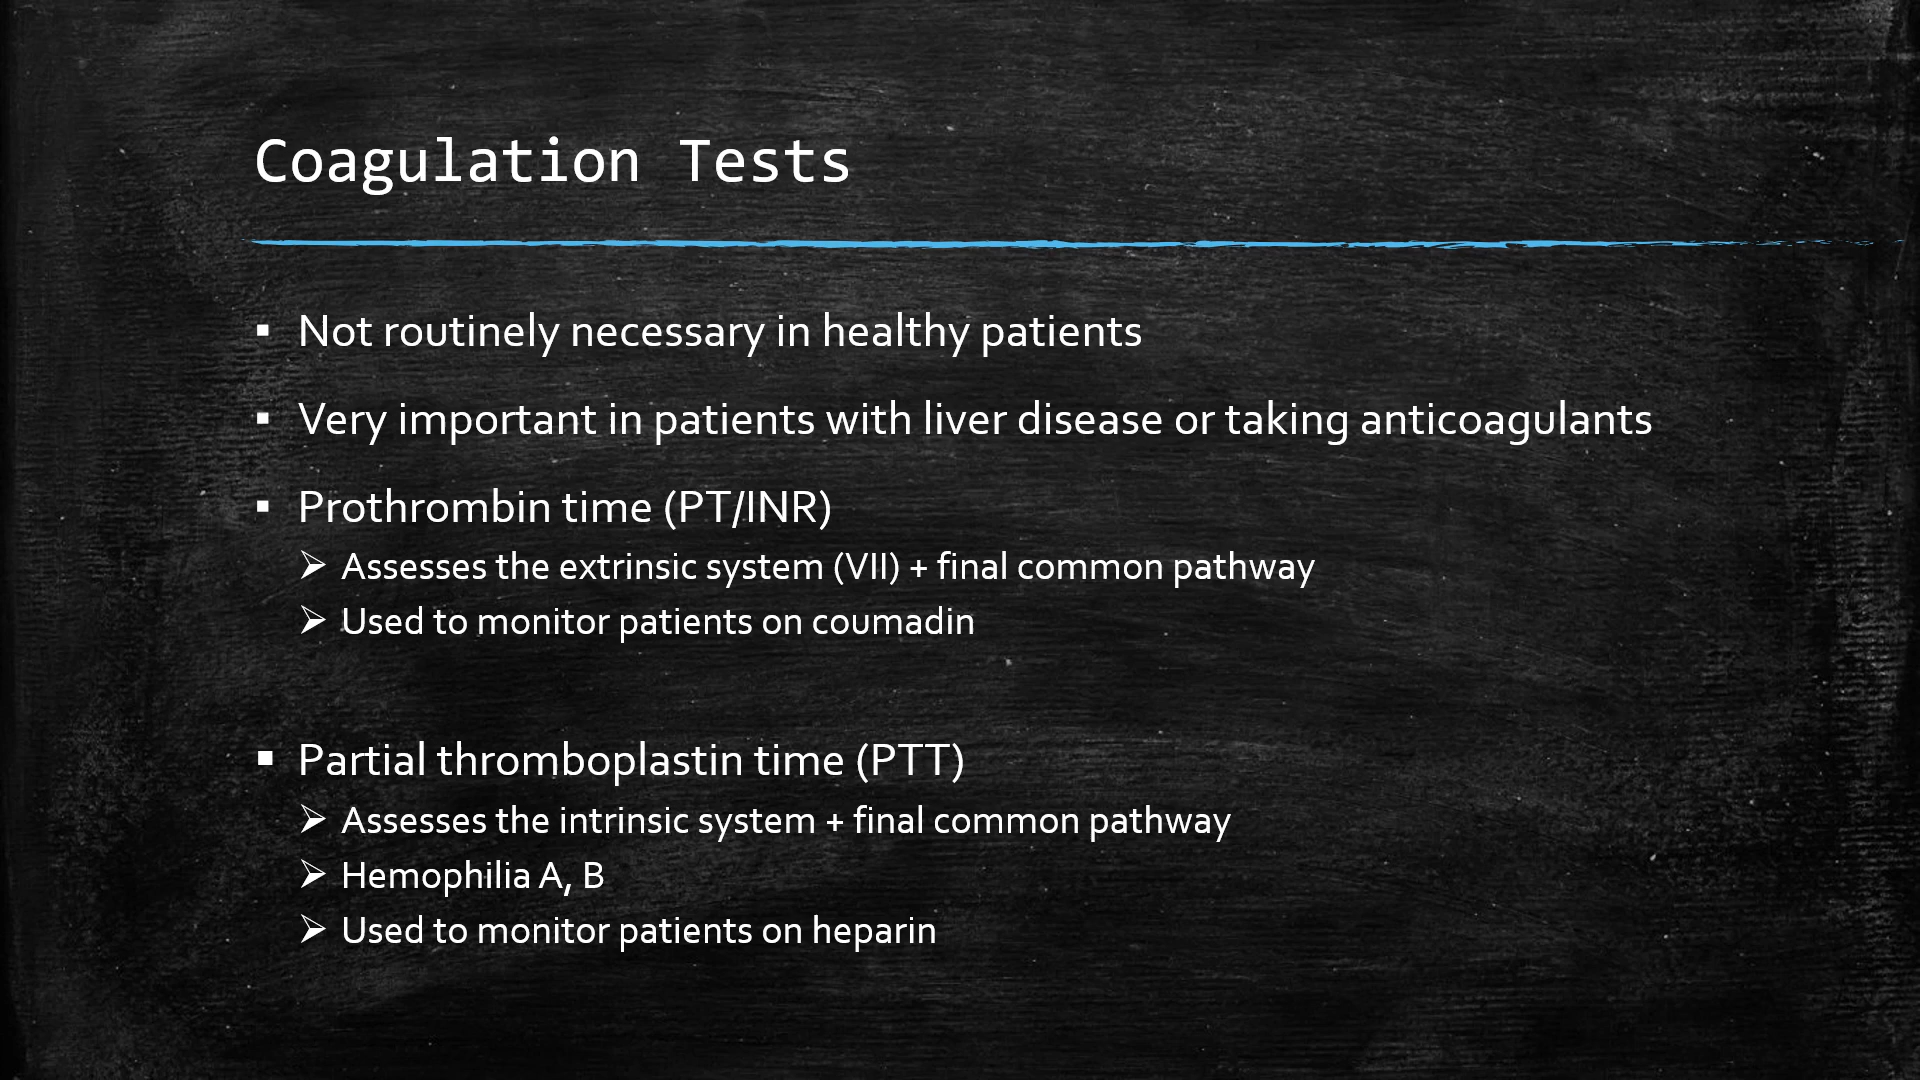 Coagulation Tests
▪ Not routinely necessary in healthy patients
▪ Very important in patients with liver disease or taking anticoagulants
▪ Prothrombin time (PT/INR)
➢ Assesses the extrinsic system (VII) + final common pathway
➢ Used to monitor patients on coumadin
▪ Partial thromboplastin time (PTT)
➢ Assesses the intrinsic system + final common pathway
➢ Hemophilia A, B
➢ Used to monitor patients on heparin